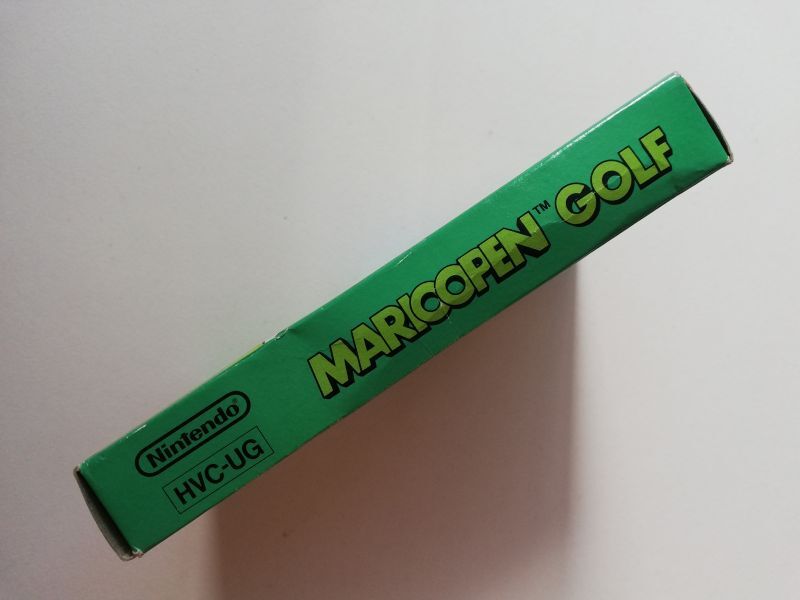 MARIOOPEN™ GOLF
Nintendo®
HVC-UG